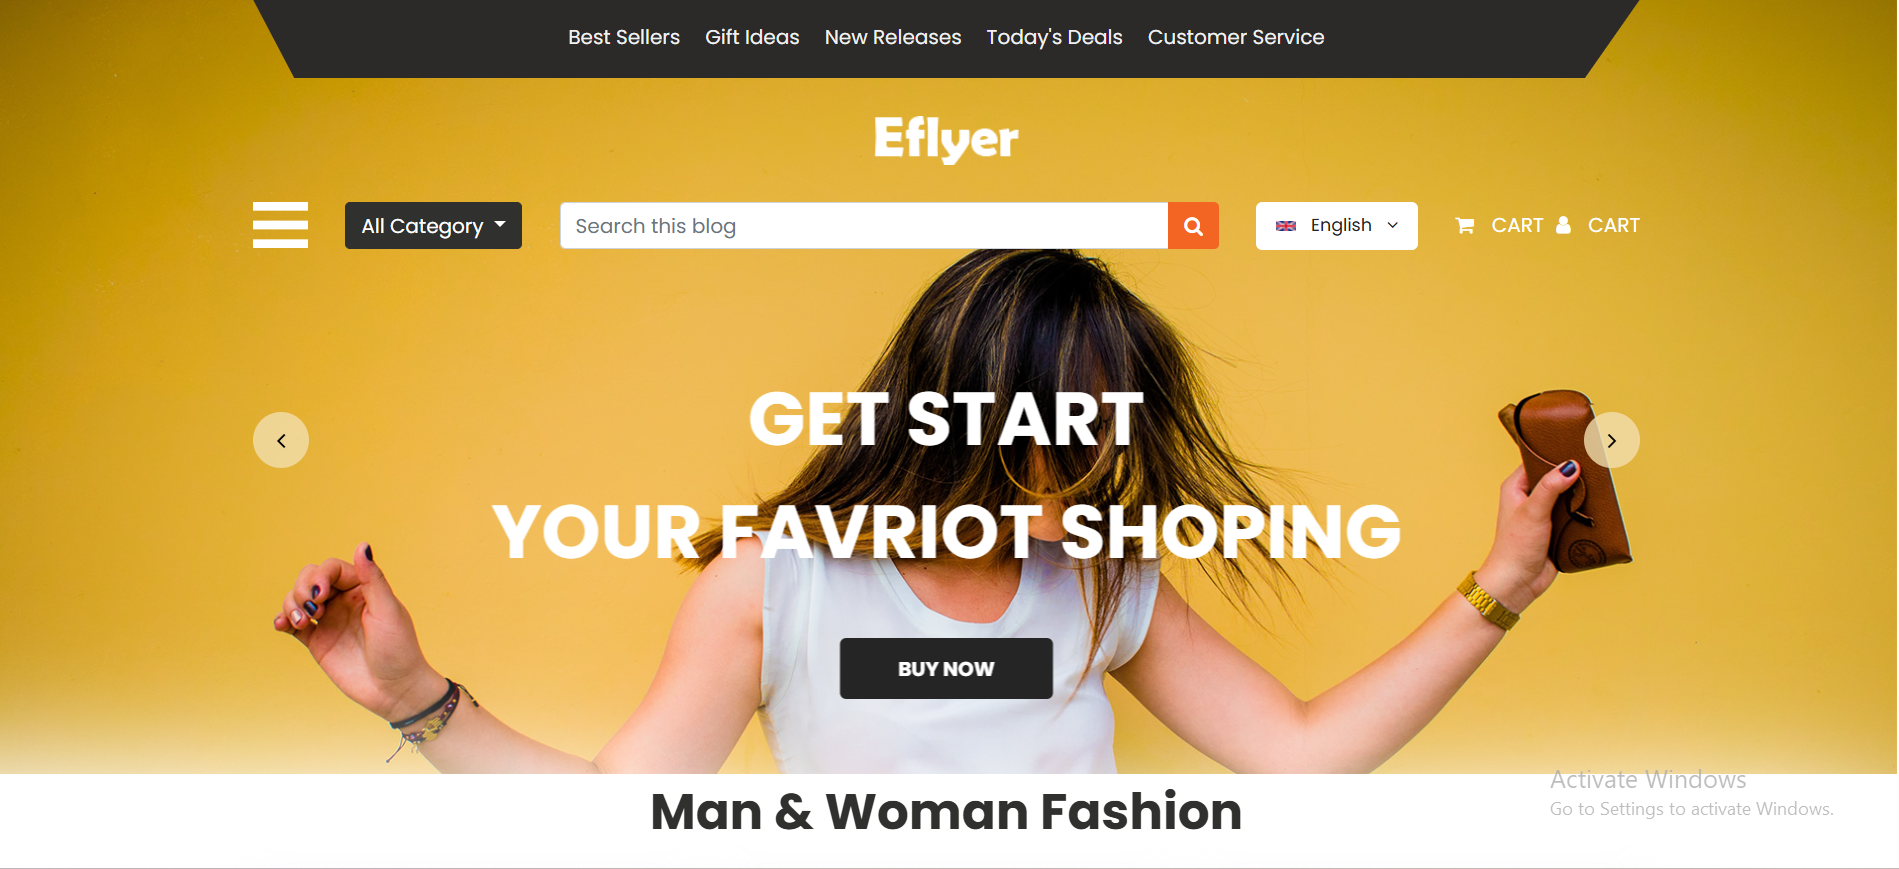 Best Sellers Gift Ideas New Releases Today's Deals Customer Service
Eflyer
All Category Search this blog English CART CART
GET START
YOUR FAVRIOT SHOPING
BUY NOW
Man & Woman Fashion
Activate Windows
Go to Settings to activate Windows.